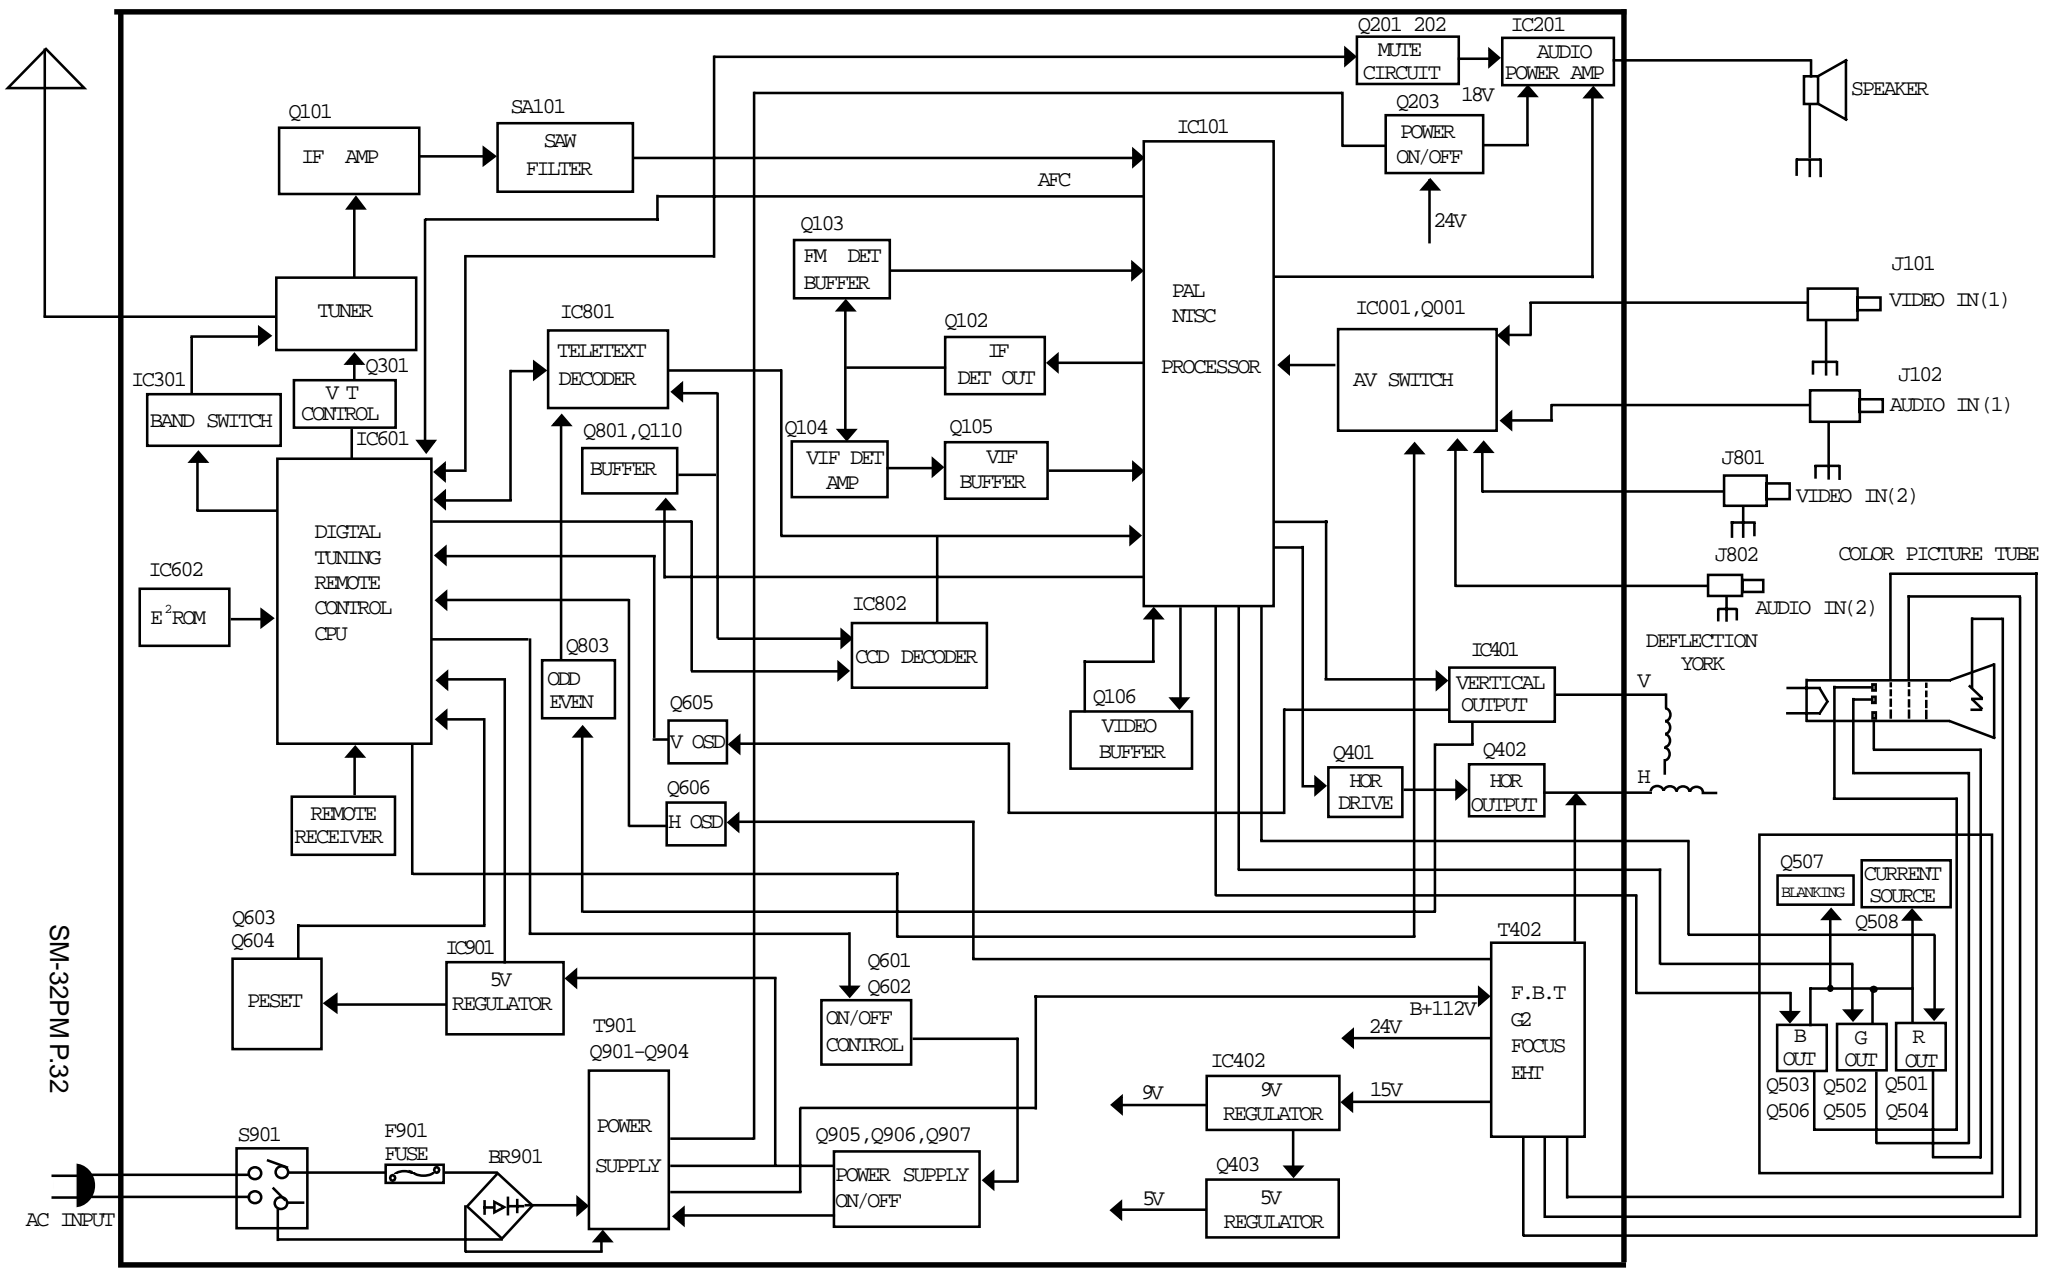 Q201 202
IC201
MUTE
CIRCUIT
AUDIO
POWER AMP
SPEAKER
18V
Q203
POWER
ON/OFF
24V
Q101
IF AMP
SA101
SAW
FILTER
IC101
PAL
NTSC
PROCESSOR
AFC
Q103
FM DET
BUFFER
TUNER
IC801
TELETEXT
DECODER
Q102
IF
DET OUT
IC001,Q001
AV SWITCH
J101
VIDEO IN(1)
J102
AUDIO IN(1)
J801
VIDEO IN(2)
J802
AUDIO IN(2)
IC301
BAND SWITCH
Q301
V T
CONTROL
IC601
Q801,Q110
BUFFER
Q104
VIF DET
AMP
Q105
VIF
BUFFER
DIGTAL
TUNING
REMOTE
CONTROL
CPU
IC602
E²ROM
COLOR PICTURE TUBE
DEFLECTION
YORK
IC802
CCD DECODER
Q803
ODD
EVEN
Q605
V OSD
Q606
H OSD
Q106
VIDEO
BUFFER
IC401
VERTICAL
OUTPUT
V
Q401
HOR
DRIVE
Q402
HOR
OUTPUT
H
REMOTE
RECEIVER
Q507
BLANKING
CURRENT
SOURCE
Q508
Q603
Q604
PESET
IC901
5V
REGULATOR
Q601
Q602
ON/OFF
CONTROL
T402
F.B.T
G2
FOCUS
EHT
B+112V
24V
15V
B
OUT
G
OUT
R
OUT
Q503
Q506
Q502
Q505
Q501
Q504
T901
Q901-Q904
POWER
SUPPLY
IC402
9V
REGULATOR
9V
Q403
5V
REGULATOR
5V
Q905,Q906,Q907
POWER SUPPLY
ON/OFF
S901
F901
FUSE
BR901
AC INPUT
SM-32PM P.32